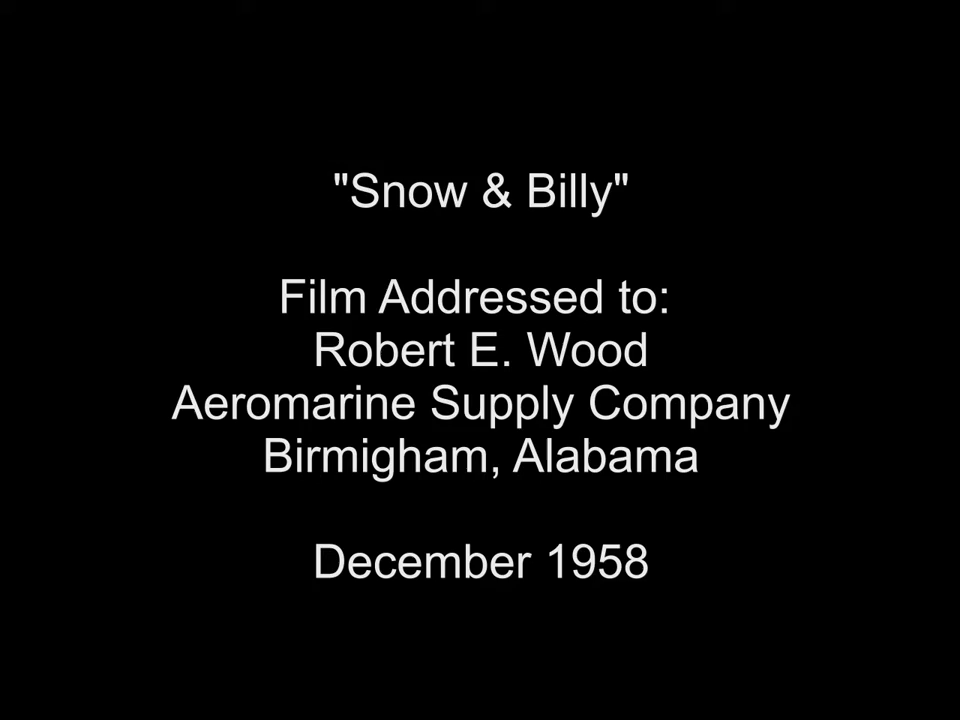 "Snow & Billy"
Film Addressed to:
Robert E. Wood
Aeromarine Supply Company
Birmigham, Alabama
December 1958